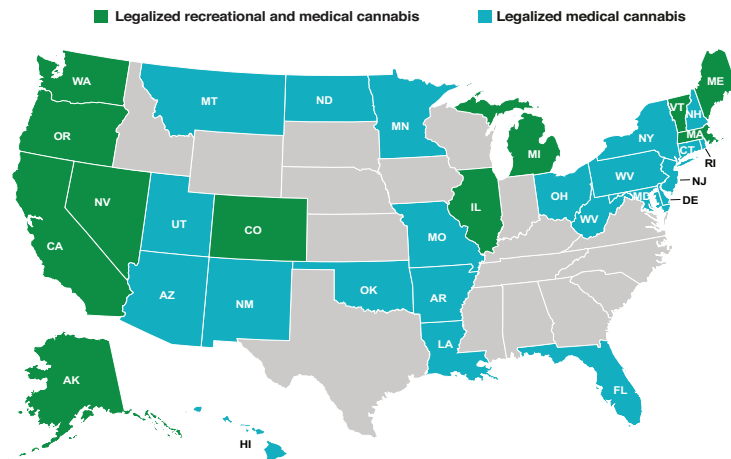 Legalized recreational and medical cannabis
Legalized medical cannabis
WA
MT
ND
MN
ME
VT
NH
OR
NY
MA
MI
CT
RI
WV
NJ
NV
IL
OH
MD
DE
UT
CO
MO
WV
CA
AZ
NM
OK
AR
LA
AK
FL
HI